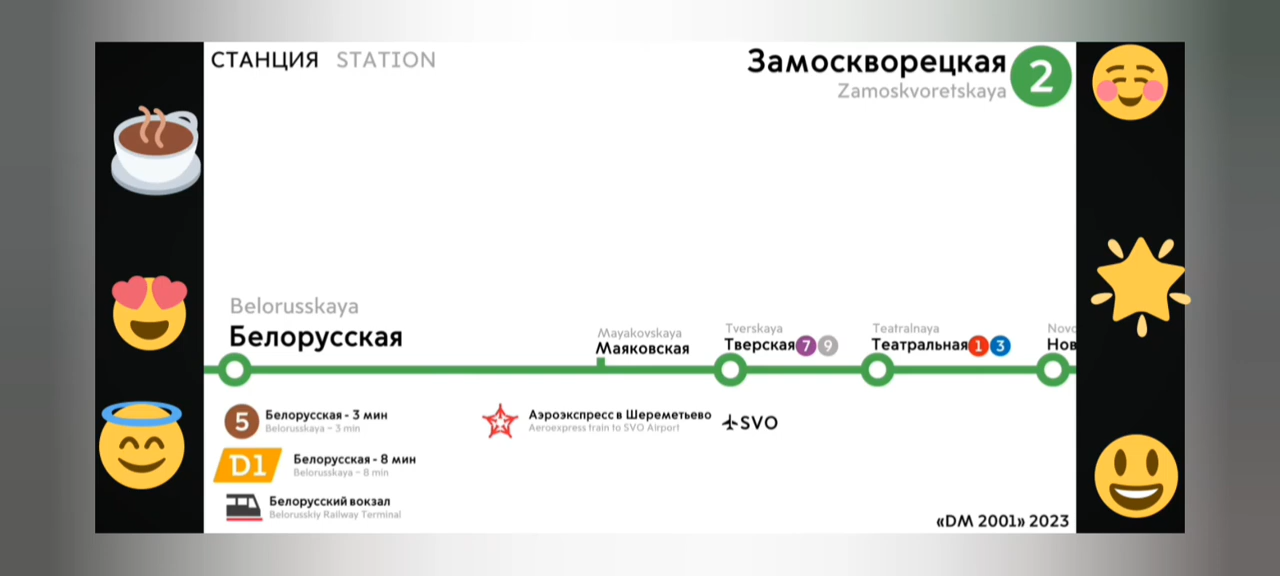 СТАНЦИЯ STATION
Замоскворецкая 2
Zamoskvoretskaya
Belorusskaya
Белорусская
Mayakovskaya
Маяковская
Tverskaya
Тверская 7 9
Teatralnaya
Театральная 1 3
Novo
Нов
5 Белорусская - 3 мин
Belorusskaya - 3 min
D1 Белорусская - 8 мин
Belorusskaya - 8 min
Белорусский вокзал
Belorusskiy Railway Terminal
Аэроэкспресс в Шереметьево
Aeroexpress train to SVO Airport
SVO
«DM 2001» 2023